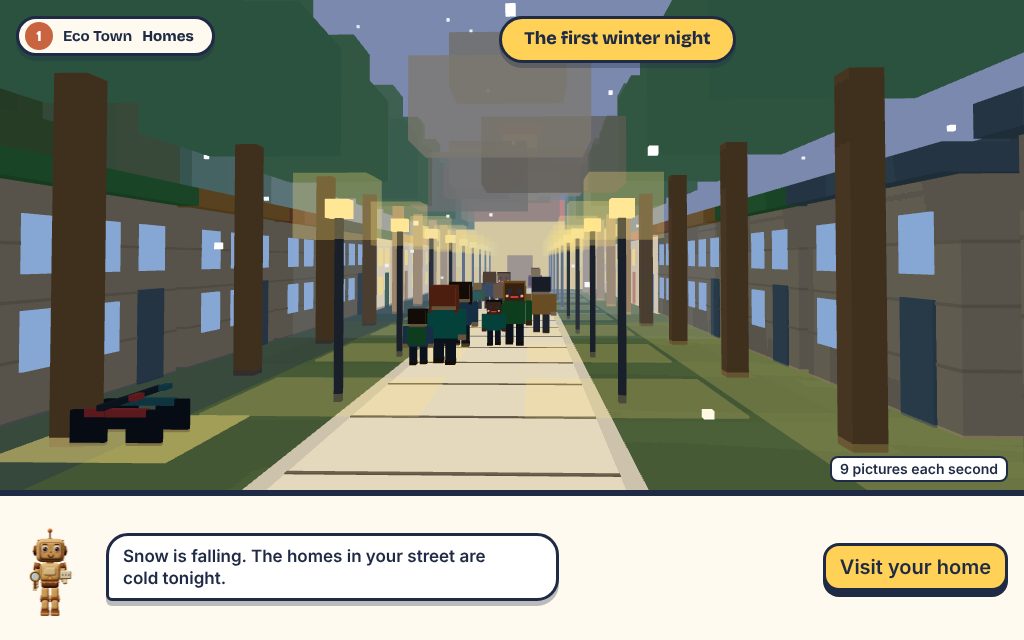 1 Eco Town Homes
The first winter night
9 pictures each second
Snow is falling. The homes in your street are
cold tonight.
Visit your home